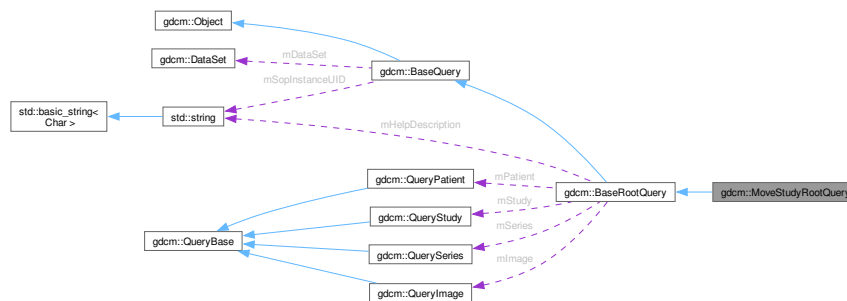 gdcm::Object
gdcm::DataSet
mDataSet
mSopInstanceUID
gdcm::BaseQuery
std::basic_string<
Char >
std::string
mHelpDescription
gdcm::QueryPatient
mPatient
gdcm::BaseRootQuery
gdcm::MoveStudyRootQuery
mStudy
gdcm::QueryStudy
mSeries
gdcm::QueryBase
gdcm::QuerySeries
mImage
gdcm::QueryImage